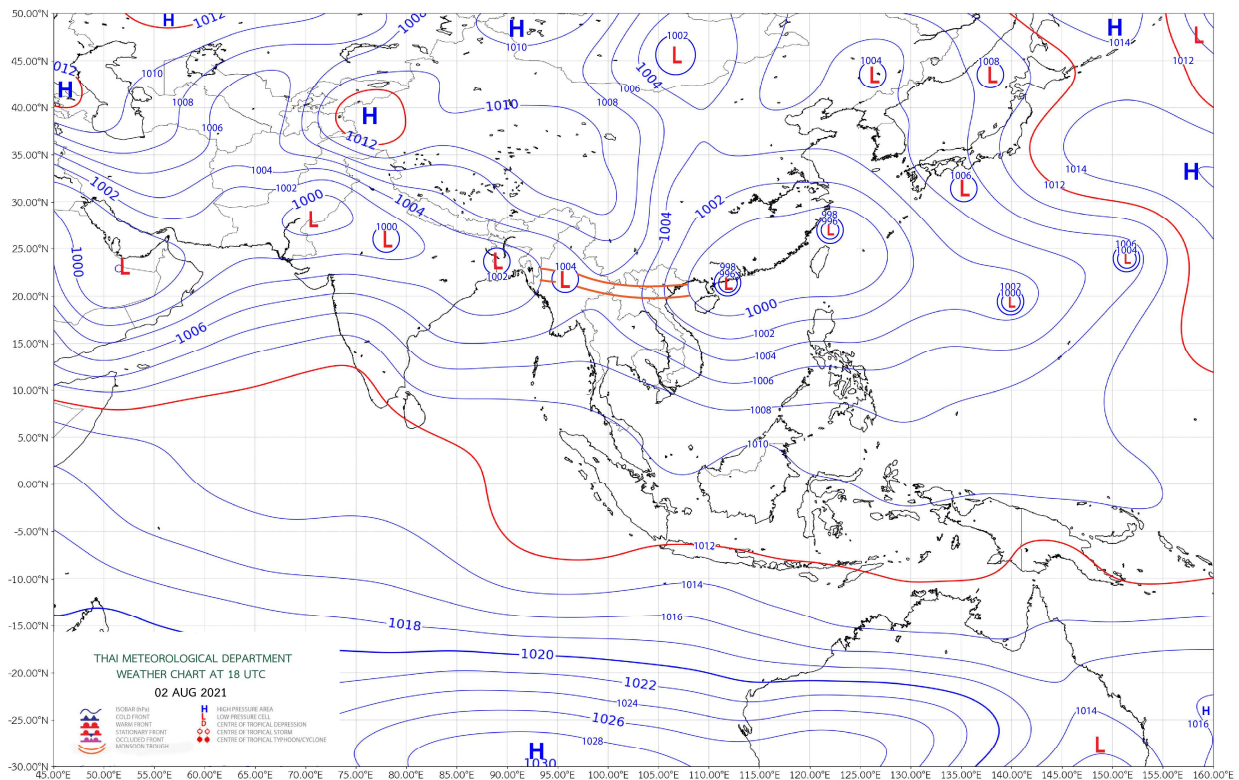 50.00°N
45.00°N
40.00°N
35.00°N
30.00°N
25.00°N
20.00°N
15.00°N
10.00°N
5.00°N
0.00°N
-5.00°N
-10.00°N
-15.00°N
-20.00°N
-25.00°N
-30.00°N
1012 H 1008 H 1010 1002 L 1004 1006 H 1014 L 1012
1012 H 1010 1008 1006 1004 L 1008 L
H 1012 1010
1004 1002 1002 1000 L 1004 1004 1002 1006 L 1012 1014 H
1000 L 1000 L L 1002 1004 L 998 996 L 998 996 L 1006 1004 L
1006 1000 1002 1004 1006 1008 1002 1000 L
1010
1012
1014
1016
1018
1020
1022
1024
1026
1028
H
1030
1014
L
H
1016
THAI METEOROLOGICAL DEPARTMENT
WEATHER CHART AT 18 UTC
02 AUG 2021
ISOBAR (hPa) H HIGH PRESSURE AREA
COLD FRONT L LOW PRESSURE CELL
WARM FRONT D CENTRE OF TROPICAL DEPRESSION
STATIONARY FRONT CENTRE OF TROPICAL STORM
OCCLUDED FRONT CENTRE OF TROPICAL TYPHOON/CYCLONE
MONSOON TROUGH
45.00°E 50.00°E 55.00°E 60.00°E 65.00°E 70.00°E 75.00°E 80.00°E 85.00°E 90.00°E 95.00°E 100.00°E 105.00°E 110.00°E 115.00°E 120.00°E 125.00°E 130.00°E 135.00°E 140.00°E 145.00°E 150.00°E 155.00°E 160.00°E